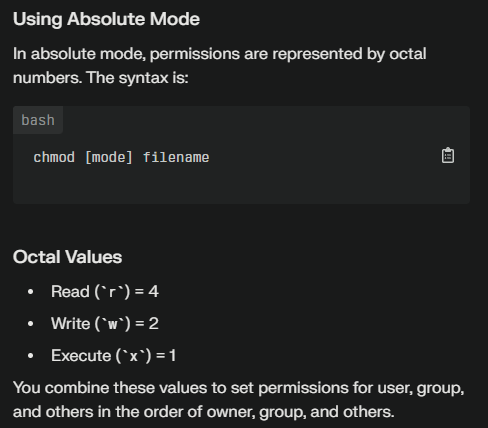 Using Absolute Mode
In absolute mode, permissions are represented by octal
numbers. The syntax is:
bash
chmod [mode] filename
Octal Values
• Read (`r`) = 4
• Write (`w`) = 2
• Execute (`x`) = 1
You combine these values to set permissions for user, group,
and others in the order of owner, group, and others.